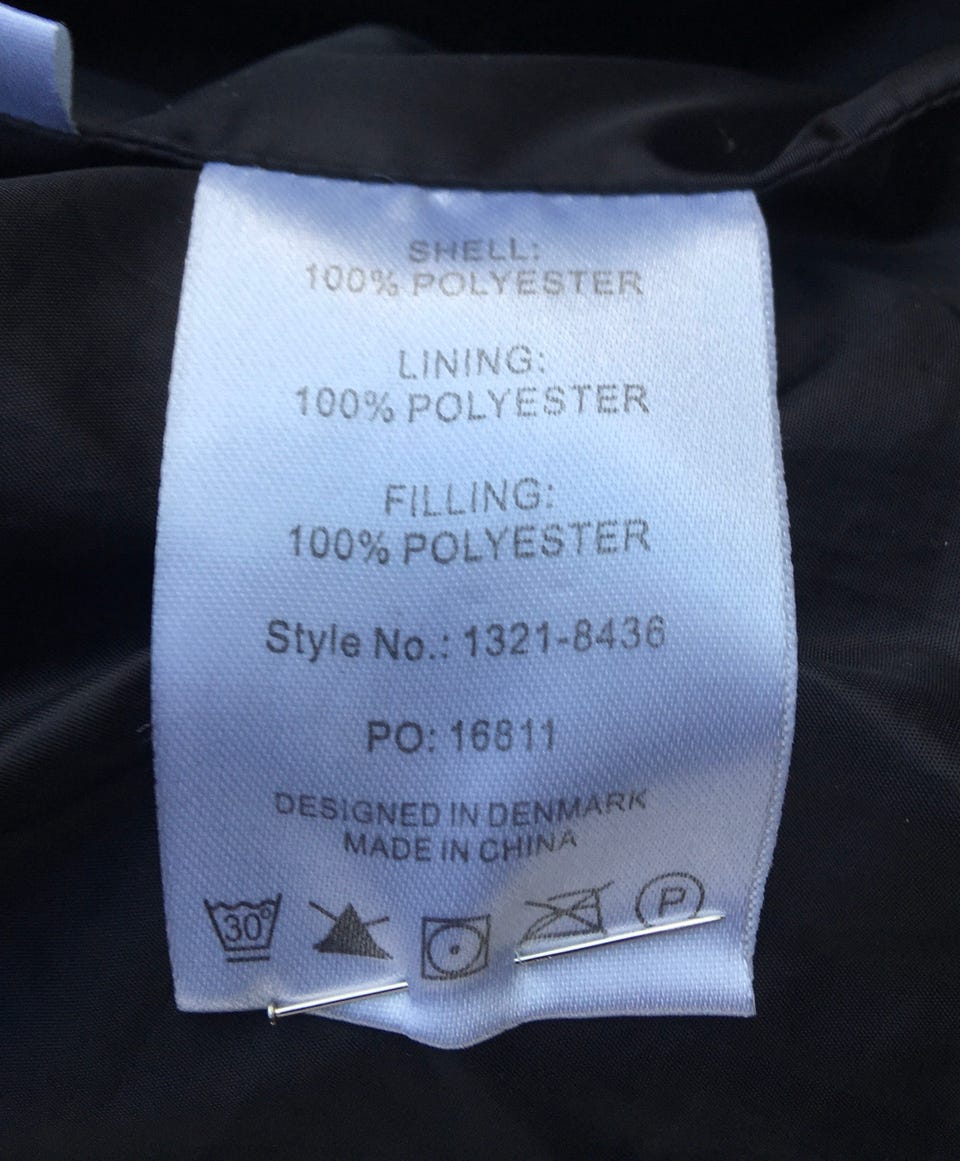 SHELL:
100% POLYESTER
LINING:
100% POLYESTER
FILLING:
100% POLYESTER
Style No.: 1321-8436
PO: 16811
DESIGNED IN DENMARK
MADE IN CHINA
30° P